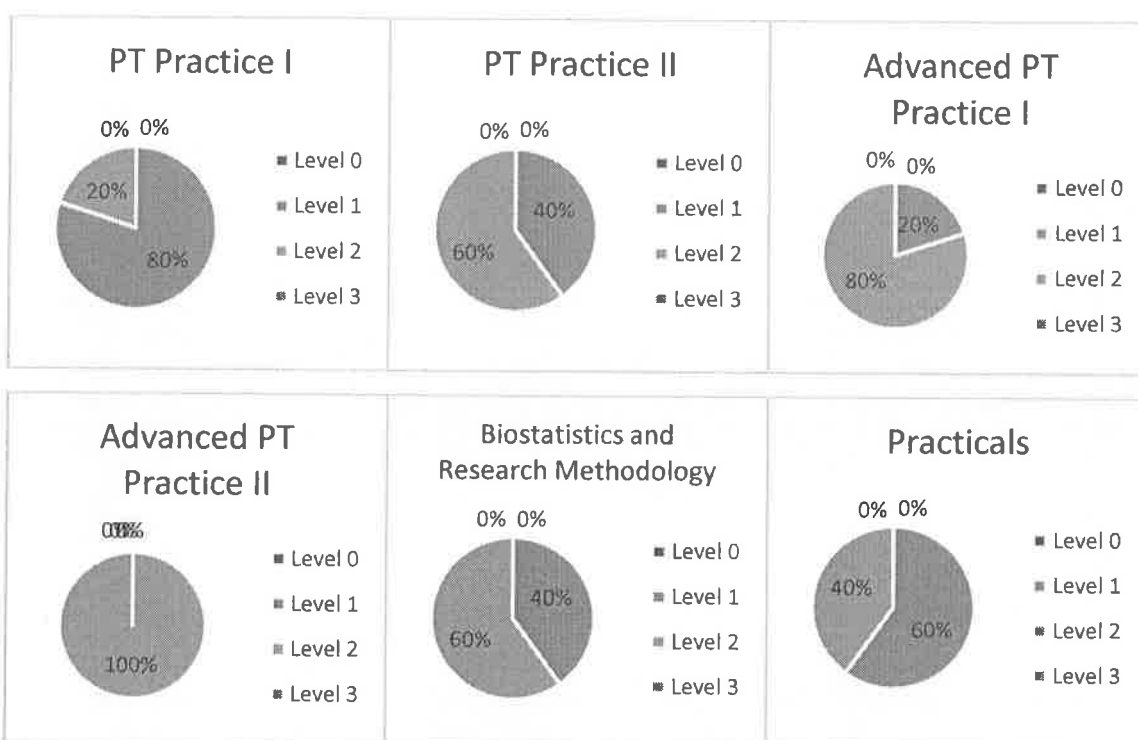 PT Practice I
0% 0%
20%
80%
Level 0
Level 1
Level 2
Level 3
PT Practice II
0% 0%
40%
60%
Level 0
Level 1
Level 2
Level 3
Advanced PT
Practice I
0% 0%
20%
80%
Level 0
Level 1
Level 2
Level 3
Advanced PT
Practice II
100%
Level 0
Level 1
Level 2
Level 3
Biostatistics and
Research Methodology
0% 0%
40%
60%
Level 0
Level 1
Level 2
Level 3
Practicals
0% 0%
40%
60%
Level 0
Level 1
Level 2
Level 3